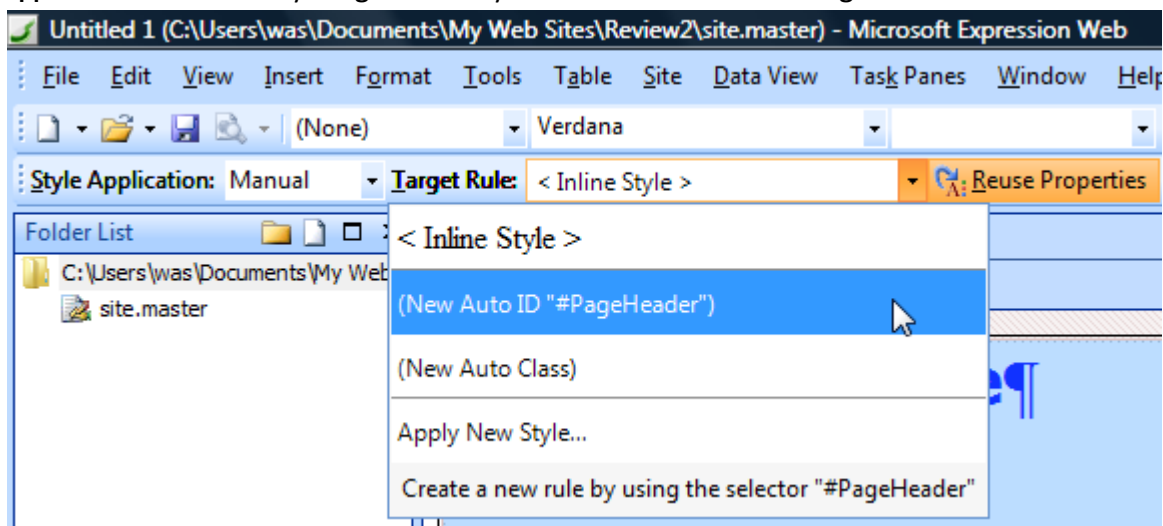 Untitled 1 (C:\Users\was\Documents\My Web Sites\Review2\site.master) - Microsoft Expression Web
File Edit View Insert Format Tools Table Site Data View Task Panes Window Help
(None) Verdana
Style Application: Manual Target Rule: < Inline Style > Reuse Properties
Folder List
< Inline Style >
C:\Users\was\Documents\My Web
(New Auto ID "#PageHeader")
site.master
(New Auto Class)
¶
Apply New Style...
Create a new rule by using the selector "#PageHeader"